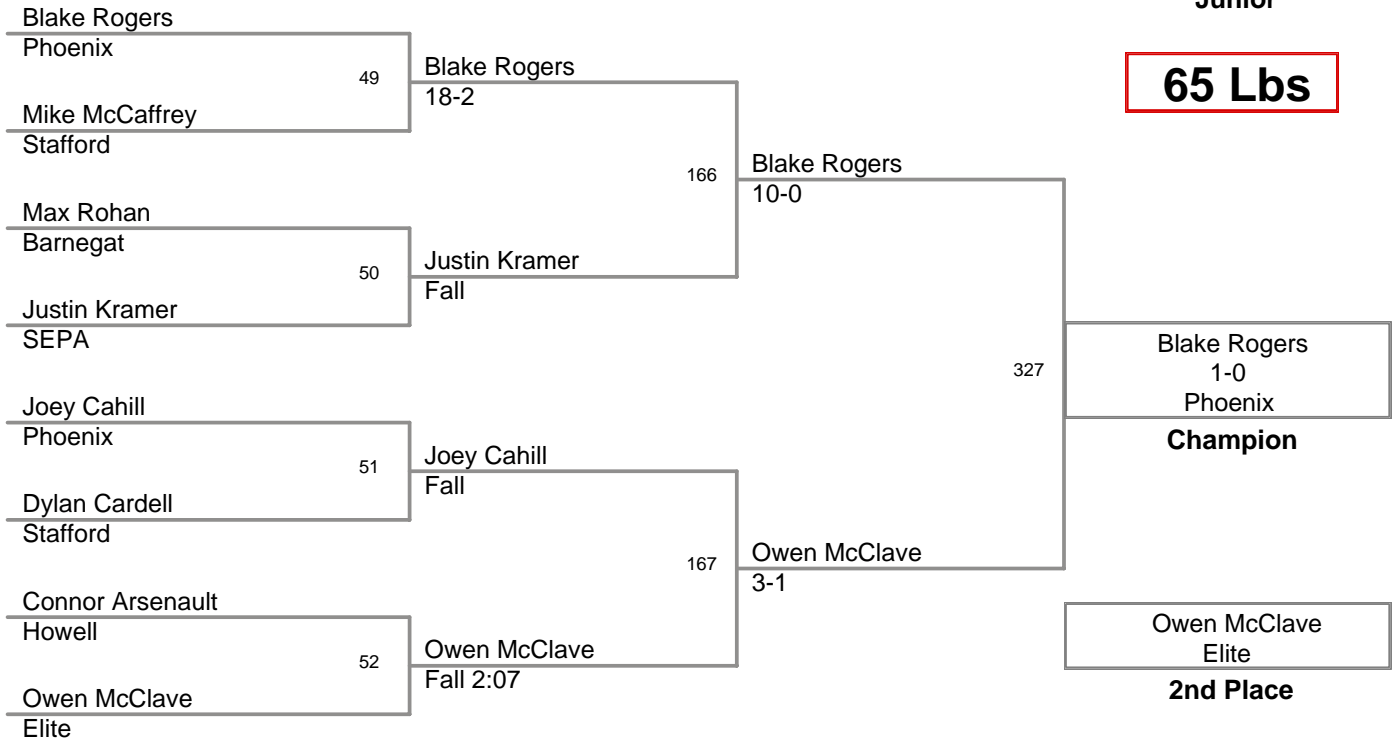 Junior
65 Lbs
Blake Rogers
Phoenix
49
Mike McCaffrey
Stafford
Max Rohan
Barnegat
50
Justin Kramer
SEPA
Joey Cahill
Phoenix
51
Dylan Cardell
Stafford
Connor Arsenault
Howell
52
Owen McClave
Elite
Blake Rogers
18-2
166
Justin Kramer
Fall
Joey Cahill
Fall
167
Owen McClave
Fall 2:07
Blake Rogers
10-0
327
Owen McClave
3-1
Blake Rogers
1-0
Phoenix
Champion
Owen McClave
Elite
2nd Place